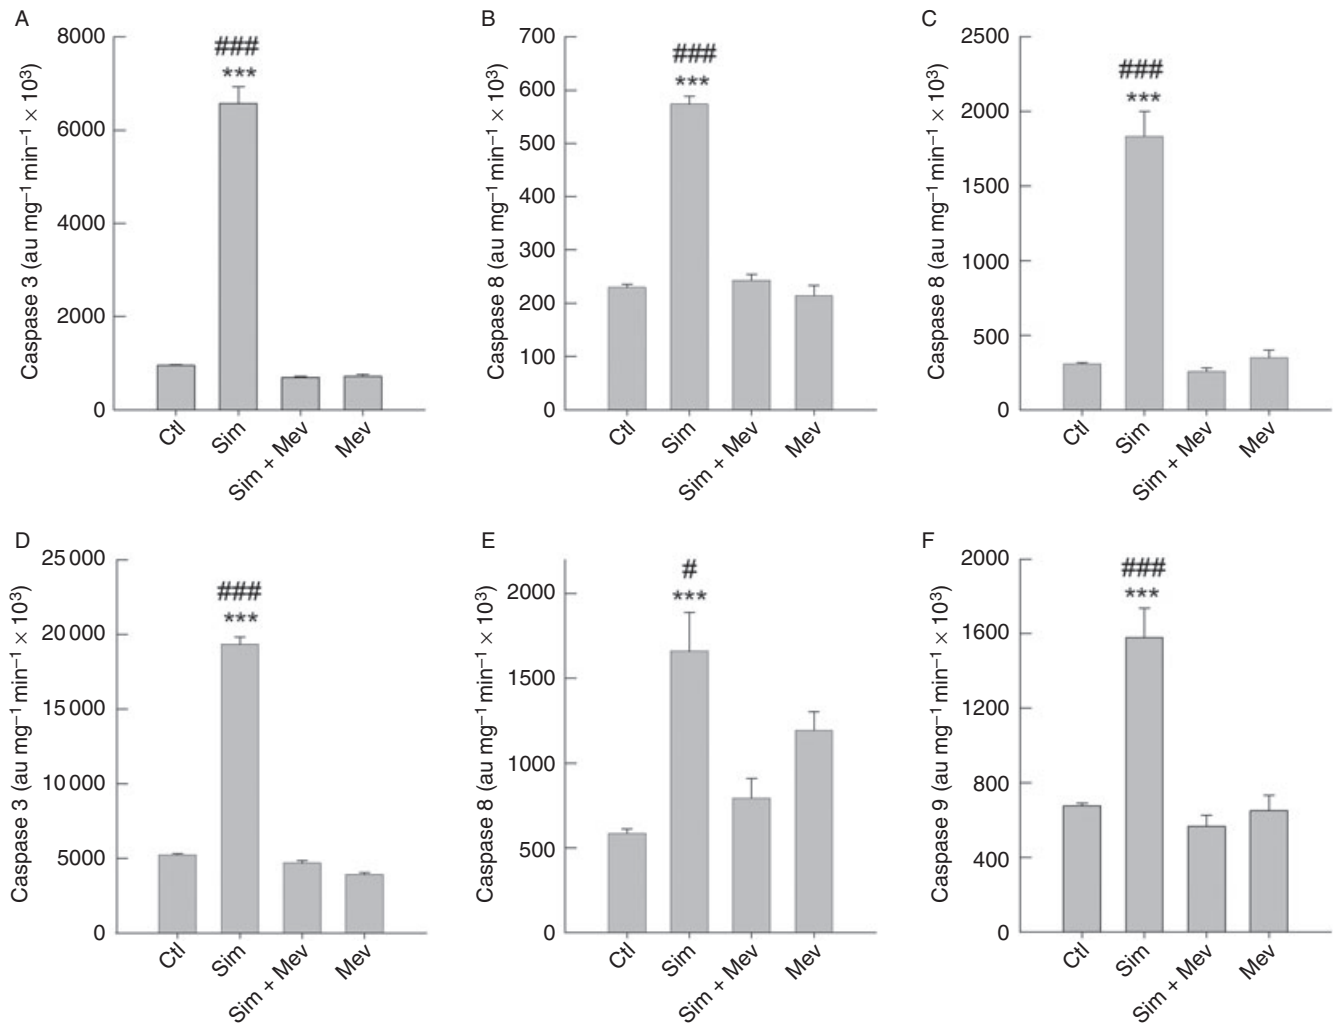 A
Caspase 3 (au mg⁻¹ min⁻¹ × 10³)
8000
6000
4000
2000
0
###
***
Ctl
Sim
Sim + Mev
Mev
B
Caspase 8 (au mg⁻¹ min⁻¹ × 10³)
700
600
500
400
300
200
100
0
###
***
Ctl
Sim
Sim + Mev
Mev
C
Caspase 8 (au mg⁻¹ min⁻¹ × 10³)
2500
2000
1500
1000
500
0
###
***
Ctl
Sim
Sim + Mev
Mev
D
Caspase 3 (au mg⁻¹ min⁻¹ × 10³)
25 000
20 000
15 000
10 000
5000
0
###
***
Ctl
Sim
Sim + Mev
Mev
E
Caspase 8 (au mg⁻¹ min⁻¹ × 10³)
2000
1500
1000
500
0
#
***
Ctl
Sim
Sim + Mev
Mev
F
Caspase 9 (au mg⁻¹ min⁻¹ × 10³)
2000
1600
1200
800
400
0
###
***
Ctl
Sim
Sim + Mev
Mev